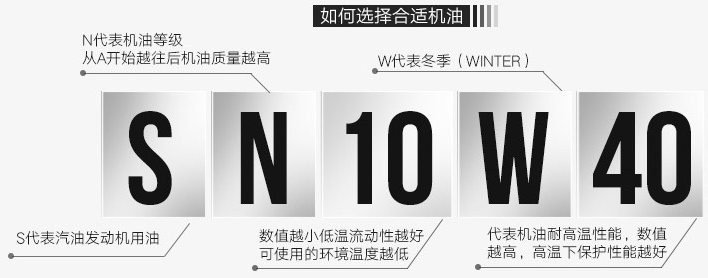 如何选择合适机油
N代表机油等级
从A开始越往后机油质量越高
W代表冬季（WINTER）
S N 10 W 40
S代表汽油发动机用油
数值越小低温流动性越好
可使用的环境温度越低
代表机油耐高温性能，数值
越高，高温下保护性能越好